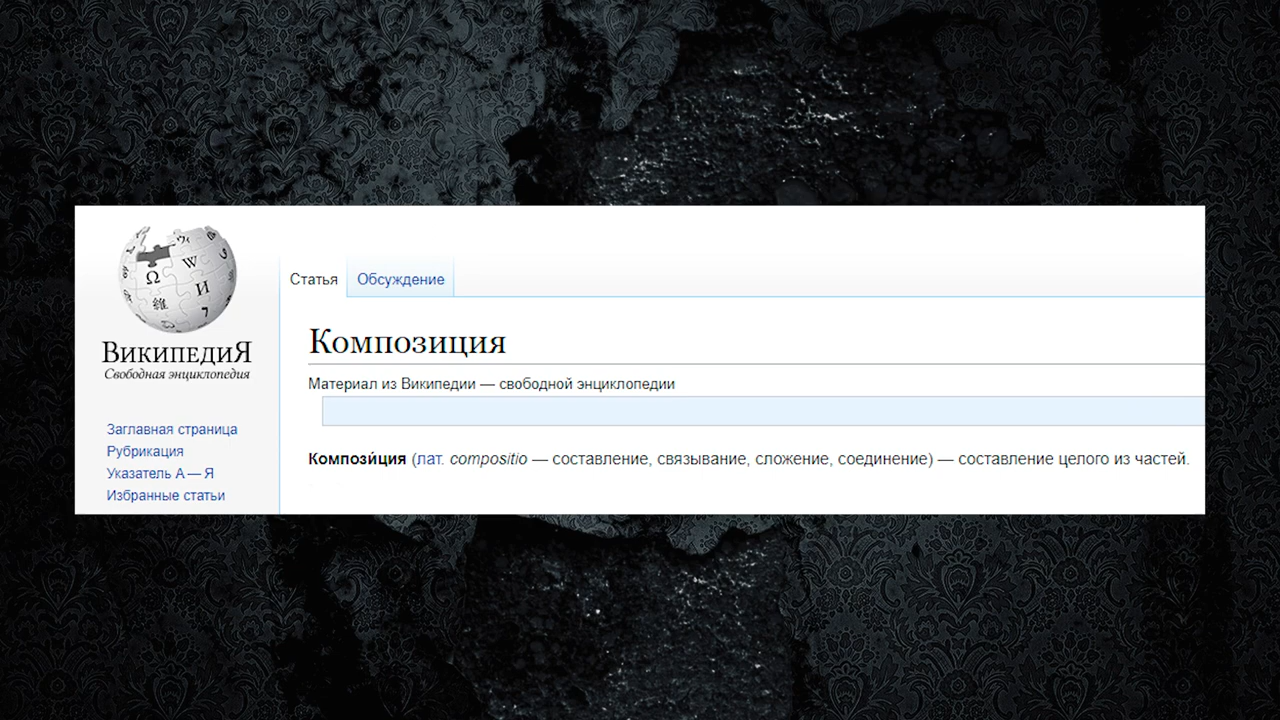 ВикипедиЯ
Свободная энциклопедия
Заглавная страница
Рубрикация
Указатель А — Я
Избранные статьи
Статья Обсуждение
Композиция
Материал из Википедии — свободной энциклопедии
Компози́ция (лат. compositio — составление, связывание, сложение, соединение) — составление целого из частей.